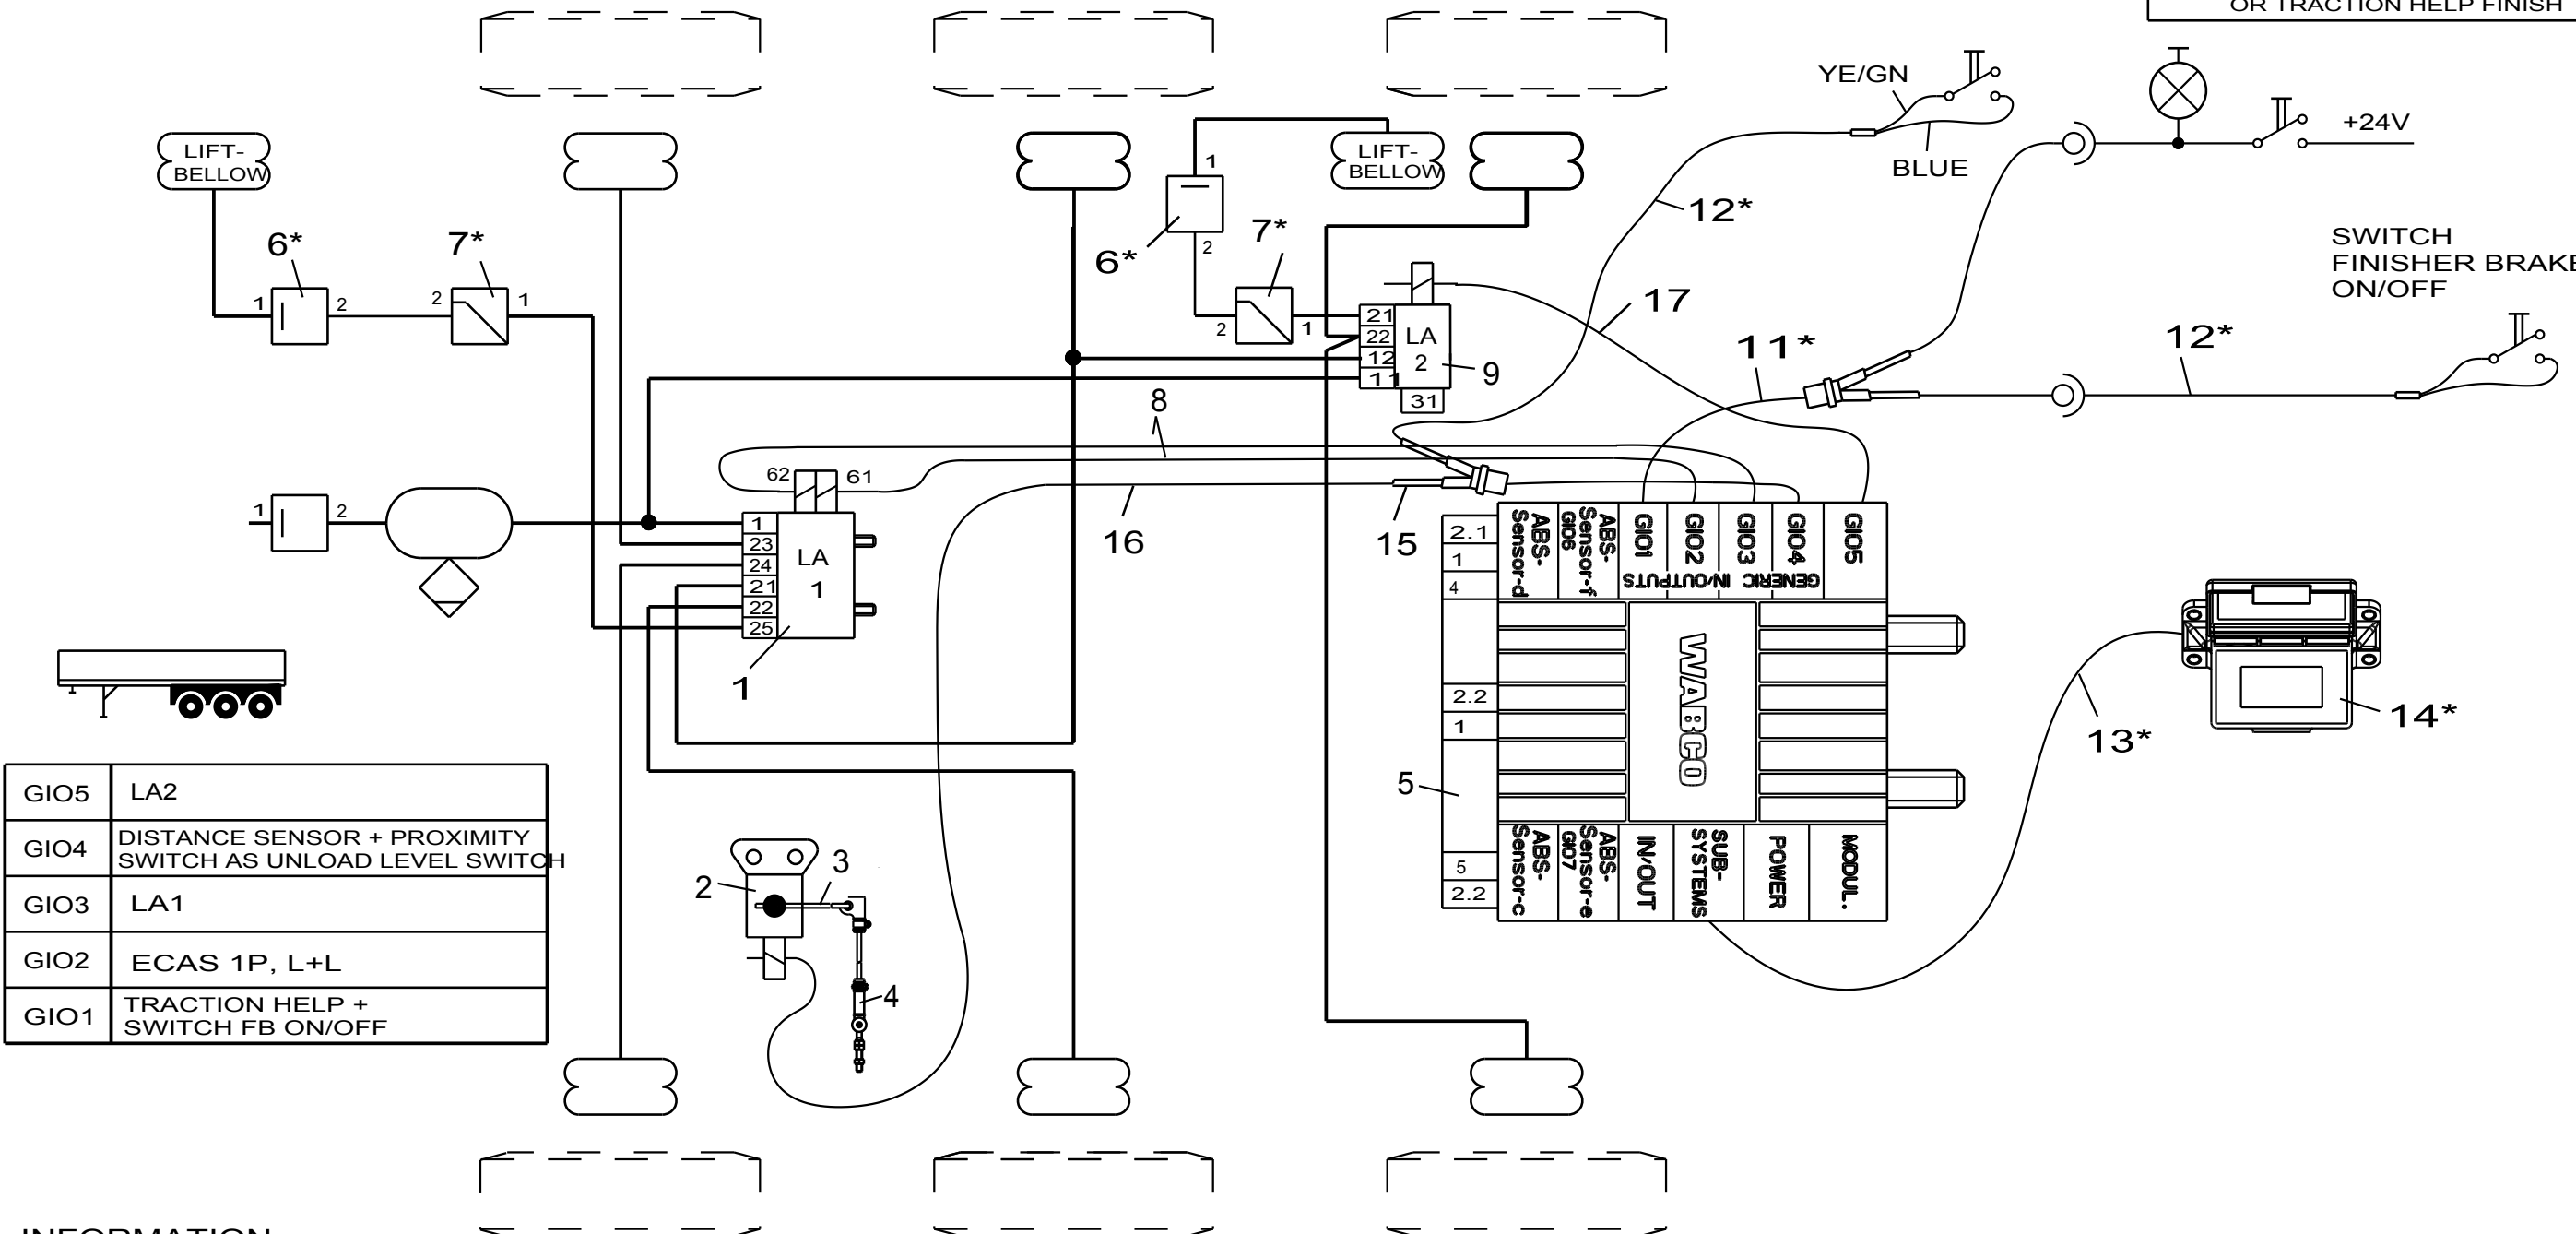 OR TRACTION HELP FINISH
YE/GN
BLUE
+24V
SWITCH
FINISHER BRAKE
ON/OFF
LIFT-
BELLOW
LIFT-
BELLOW
6*
7*
1
2
2
1
1
6*
2
7*
2
1
21
22
12
11
31
LA
2
9
17
12*
11*
12*
8
62
61
1
2
1
23
24
21
22
25
LA
1
1
16
15
2.1
1
4
2.2
1
5
2.2
5
ABS-
Sensor-d
ABS-
Sensor-f
GIO6
GIO1
GIO2
GIO3
GIO4
GIO5
GENERIC IN/OUTPUTS
WABCO
ABS-
Sensor-c
ABS-
Sensor-e
GIO7
IN/OUT
SUB-
SYSTEMS
POWER
MODUL.
13*
14*
2
3
4
GIO5 LA2
GIO4 DISTANCE SENSOR + PROXIMITY
SWITCH AS UNLOAD LEVEL SWITCH
GIO3 LA1
GIO2 ECAS 1P, L+L
GIO1 TRACTION HELP +
SWITCH FB ON/OFF
INFORMATION